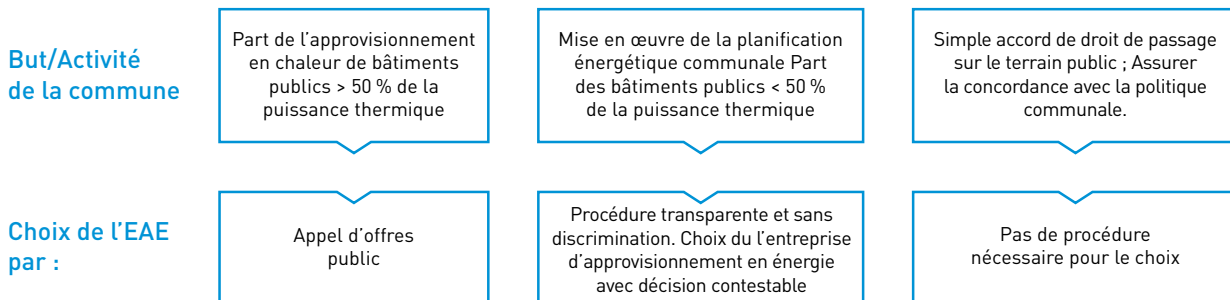 But/Activité
de la commune
Part de l'approvisionnement
en chaleur de bâtiments
publics > 50 % de la
puissance thermique
Mise en œuvre de la planification
énergétique communale Part
des bâtiments publics < 50 %
de la puissance thermique
Simple accord de droit de passage
sur le terrain public ; Assurer
la concordance avec la politique
communale.
Choix de l'EAE
par :
Appel d'offres
public
Procédure transparente et sans
discrimination. Choix du l'entreprise
d'approvisionnement en énergie
avec décision contestable
Pas de procédure
nécessaire pour le choix